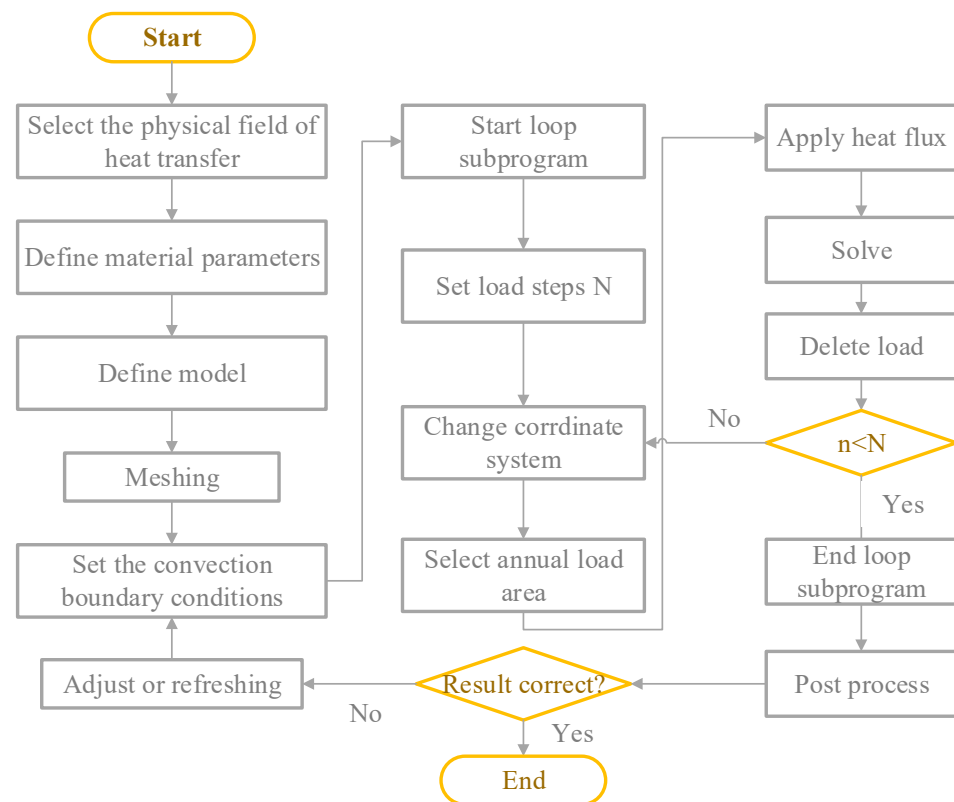 Start
Select the physical field of
heat transfer
Define material parameters
Define model
Meshing
Set the convection
boundary conditions
Adjust or refreshing
Start loop
subprogram
Set load steps N
Change corrdinate
system
Select annual load
area
Apply heat flux
Solve
Delete load
n<N
No
Yes
End loop
subprogram
Post process
Result correct?
No
Yes
End